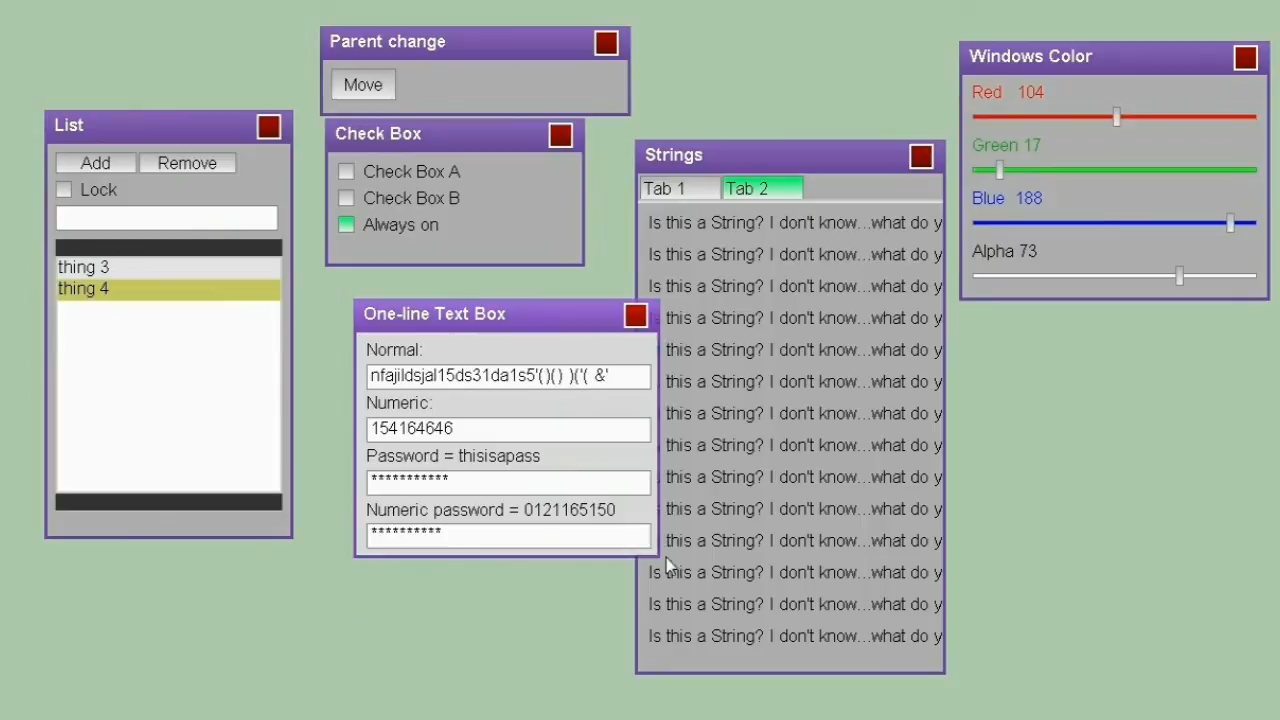 Parent change
Move
List
Add Remove
Lock
thing 3
thing 4
Check Box
Check Box A
Check Box B
Always on
One-line Text Box
Normal:
nfajildsjal15ds31da1s5'()() )('( &'
Numeric:
154164646
Password = thisisapass
***********
Numeric password = 0121165150
**********
Strings
Tab 1 Tab 2
Is this a String? I don't know...what do y
Is this a String? I don't know...what do y
Is this a String? I don't know...what do y
this a String? I don't know...what do y
this a String? I don't know...what do y
this a String? I don't know...what do y
this a String? I don't know...what do y
this a String? I don't know...what do y
this a String? I don't know...what do y
this a String? I don't know...what do y
this a String? I don't know...what do y
Is this a String? I don't know...what do y
Is this a String? I don't know...what do y
Is this a String? I don't know...what do y
Windows Color
Red 104
Green 17
Blue 188
Alpha 73